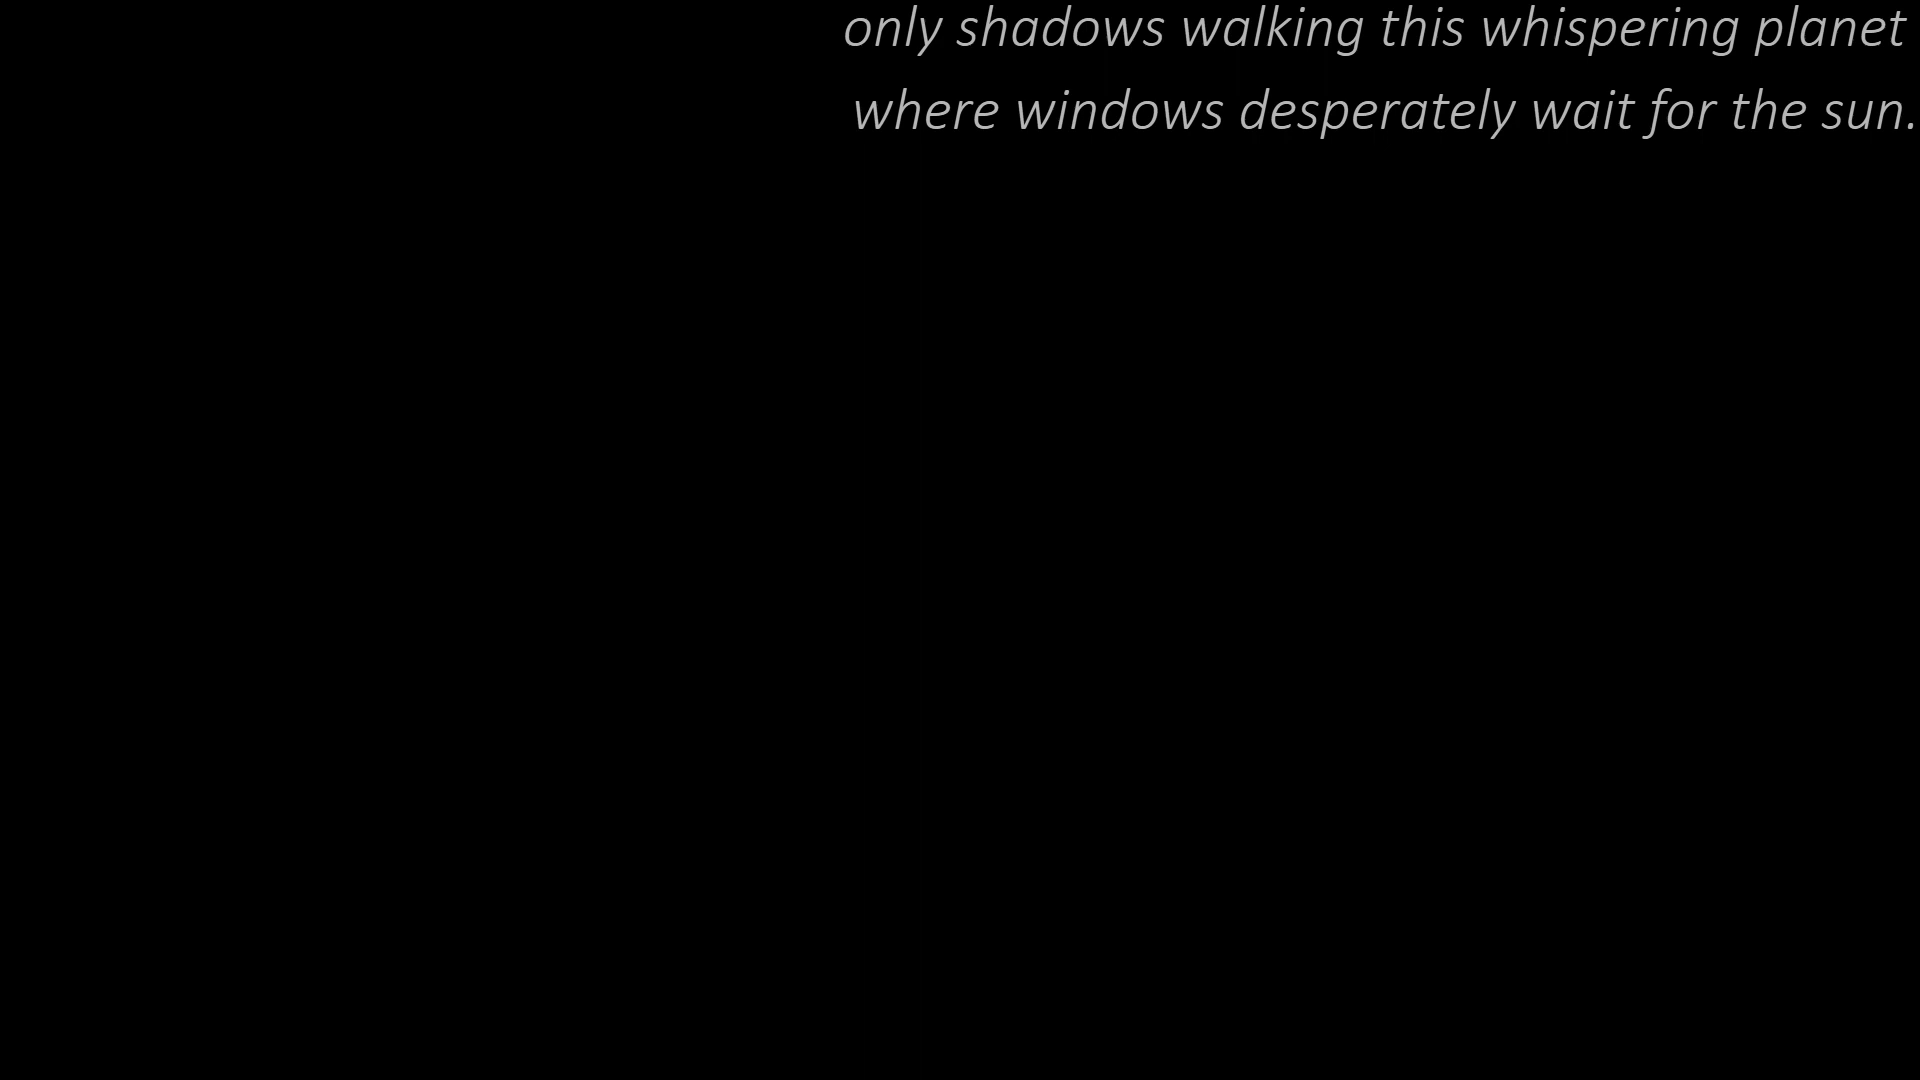 only shadows walking this whispering planet
where windows desperately wait for the sun.